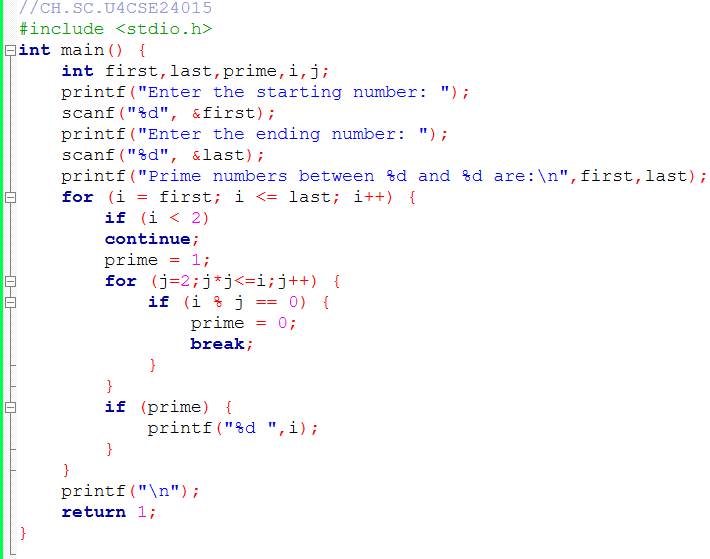 //CH.SC.U4CSE24015
#include <stdio.h>
int main() {
    int first,last,prime,i,j;
    printf("Enter the starting number: ");
    scanf("%d", &first);
    printf("Enter the ending number: ");
    scanf("%d", &last);
    printf("Prime numbers between %d and %d are:\n",first,last);
    for (i = first; i <= last; i++) {
        if (i < 2)
        continue;
        prime = 1;
        for (j=2;j*j<=i;j++) {
            if (i % j == 0) {
                prime = 0;
                break;
            }
        }
        if (prime) {
            printf("%d ",i);
        }
    }
    printf("\n");
    return 1;
}